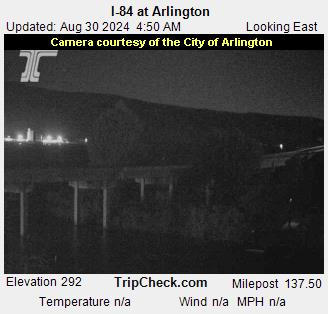 I-84 at Arlington
Updated: Aug 30 2024 4:50 AM Looking East
Camera courtesy of the City of Arlington
Elevation 292 TripCheck.com Milepost 137.50
Temperature n/a Wind n/a MPH n/a